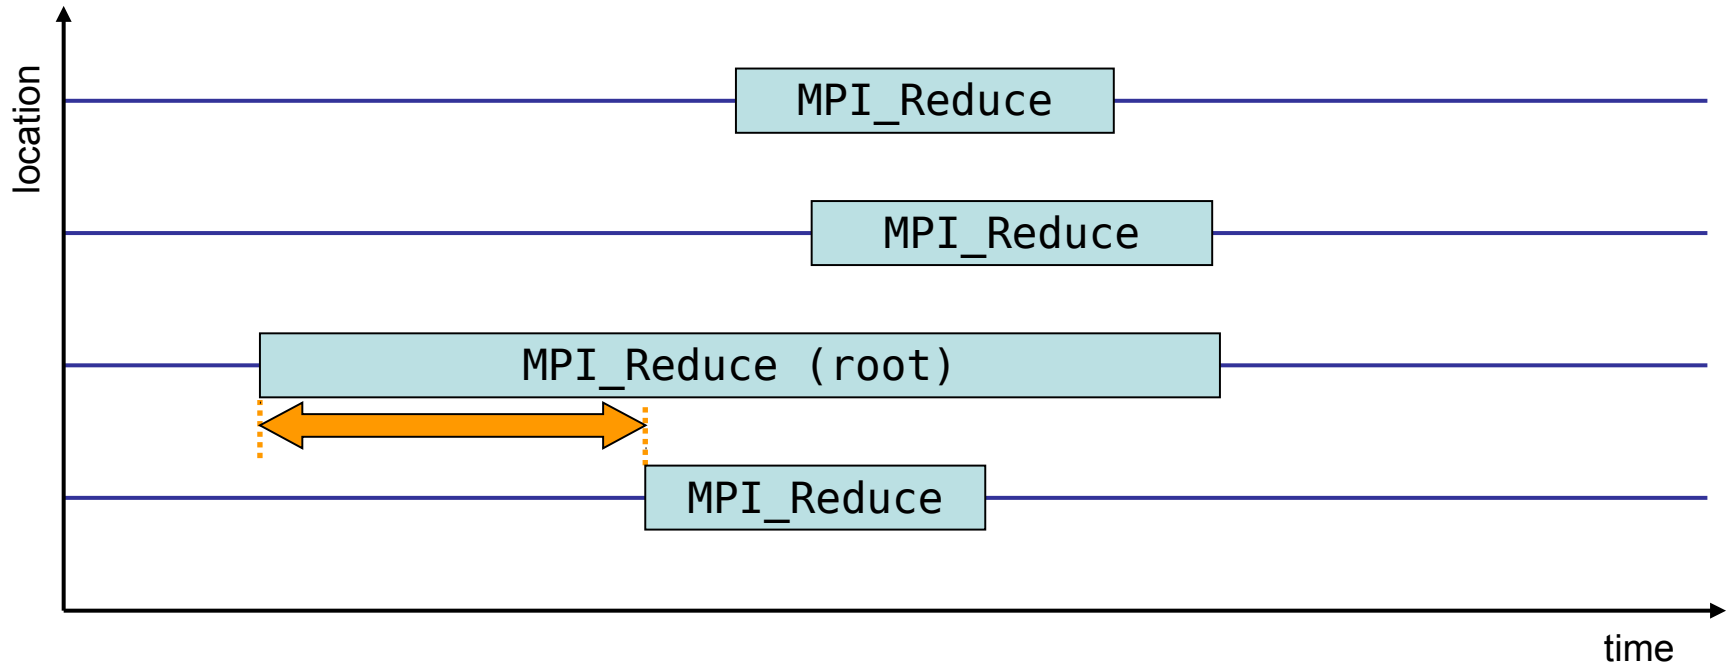 location
MPI_Reduce
MPI_Reduce
MPI_Reduce (root)
MPI_Reduce
time